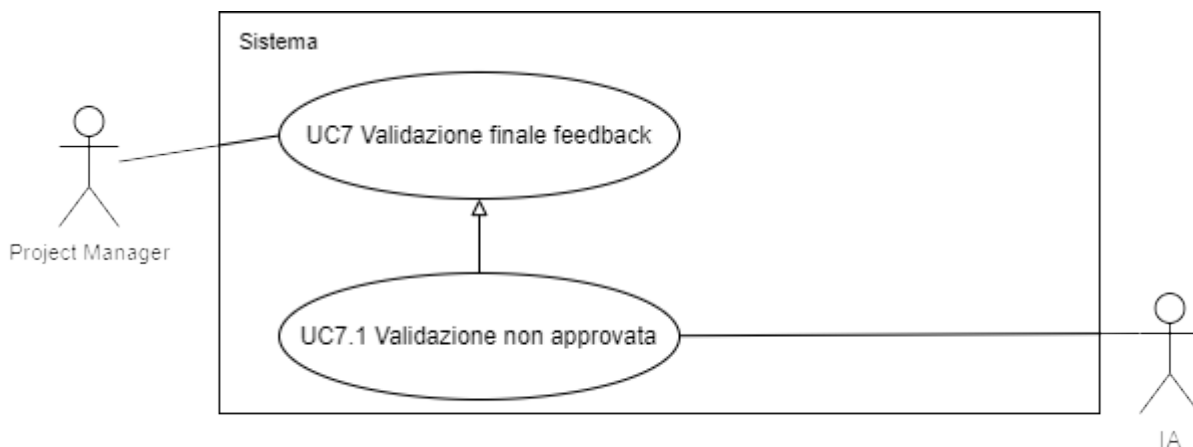 Sistema
UC7 Validazione finale feedback
Project Manager
UC7.1 Validazione non approvata
IA